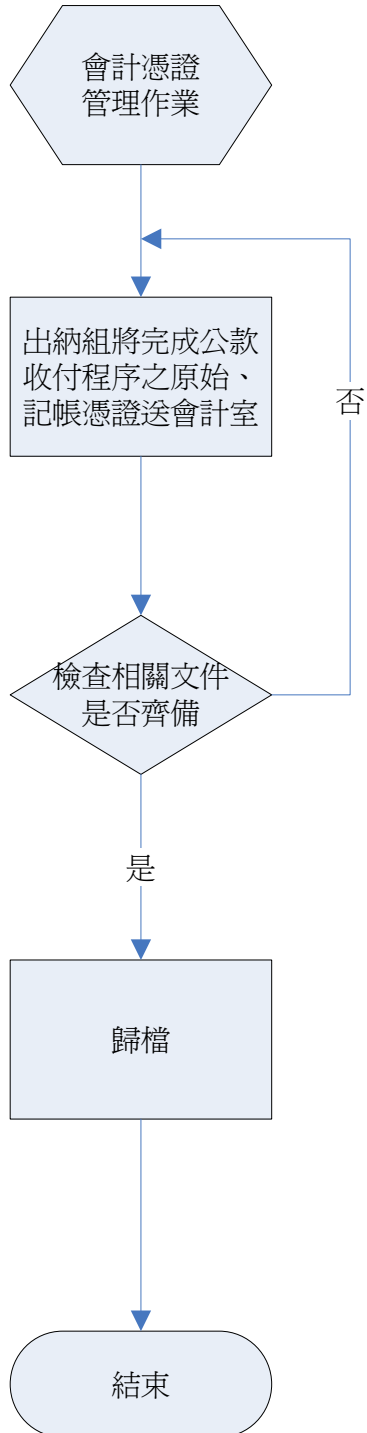 會計憑證
管理作業
出納組將完成公款
收付程序之原始、
記帳憑證送會計室
否
檢查相關文件
是否齊備
是
歸檔
結束